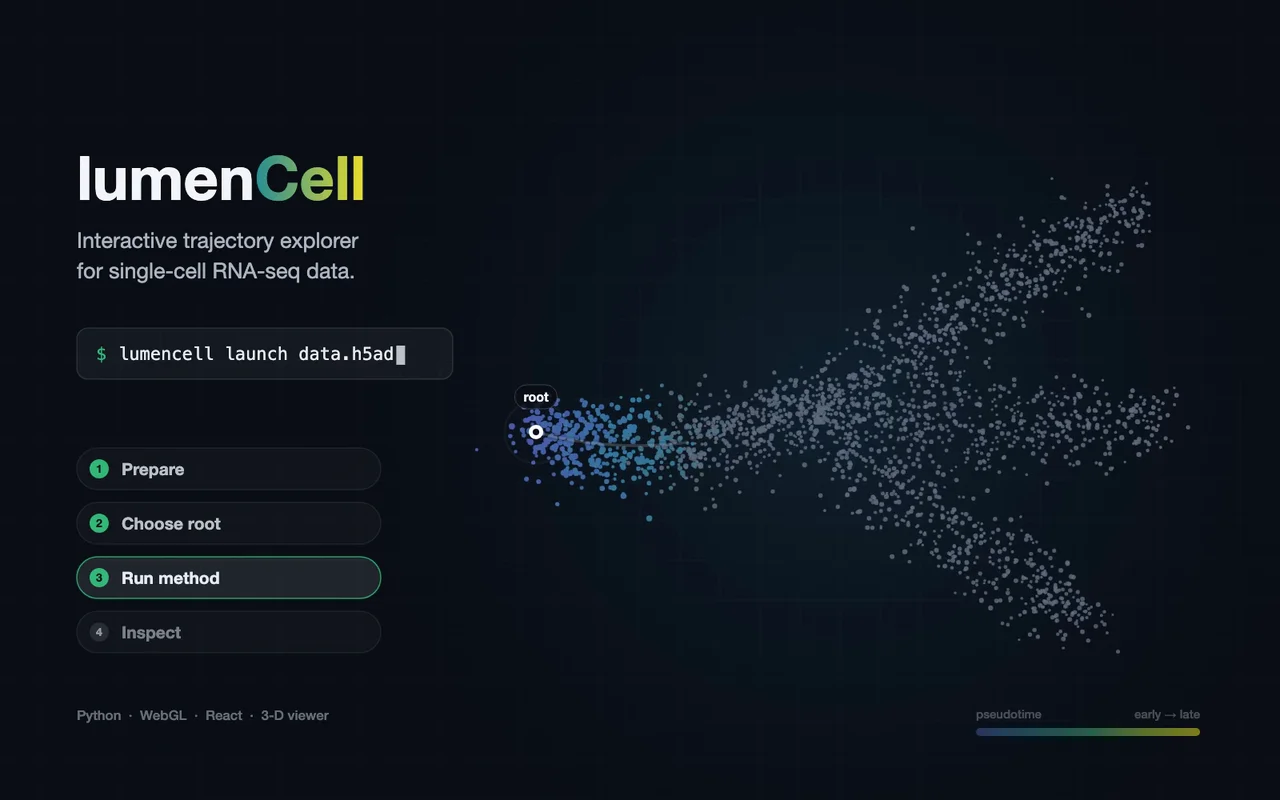 lumenCell
Interactive trajectory explorer
for single-cell RNA-seq data.
$ lumencell launch data.h5ad
root
1 Prepare
2 Choose root
3 Run method
4 Inspect
Python · WebGL · React · 3-D viewer
pseudotime early → late